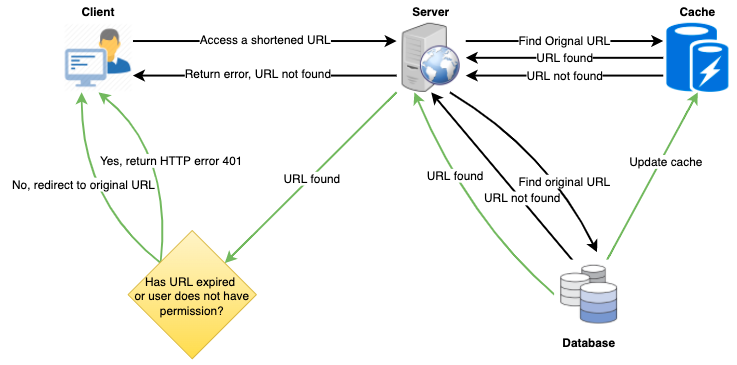 Client
Server
Cache
Access a shortened URL
Find Orignal URL
URL found
Return error, URL not found
URL not found
Yes, return HTTP error 401
Update cache
URL found
URL found
Find original URL
No, redirect to original URL
URL not found
Has URL expired
or user does not have
permission?
Database